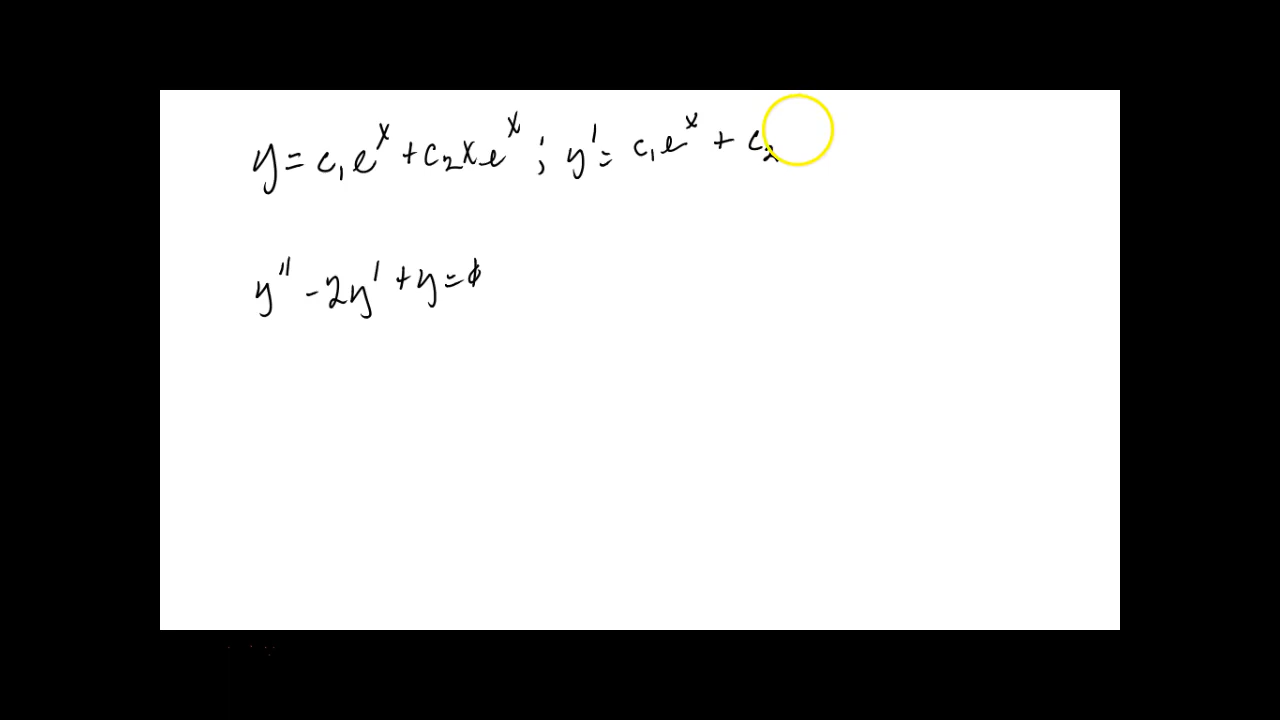 y = c₁eˣ + c₂xeˣ ; y' = c₁eˣ + c₂
y'' - 2y' + y = 0